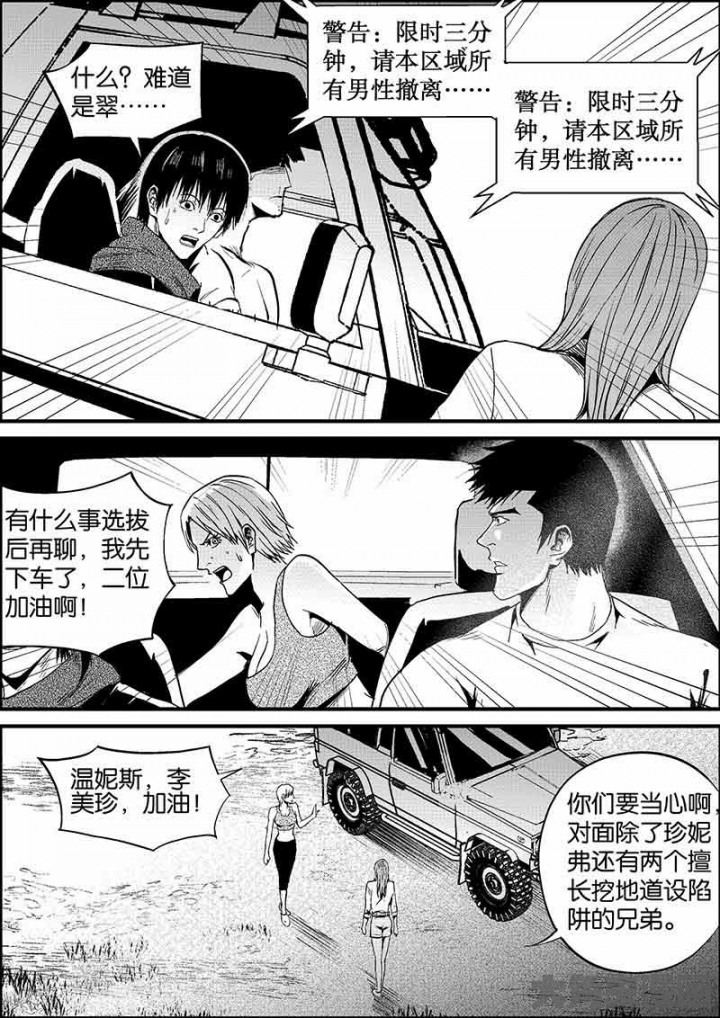 什么？难道
是翠……
警告：限时三分
钟，请本区域所
有男性撤离……
警告：限时三分
钟，请本区域所
有男性撤离……
有什么事选拔
后再聊，我先
下车了，二位
加油啊！
温妮斯，李
美珍，加油！
你们要当心啊
对面除了珍妮
弗还有两个擅
长挖地道设陷
阱的兄弟。